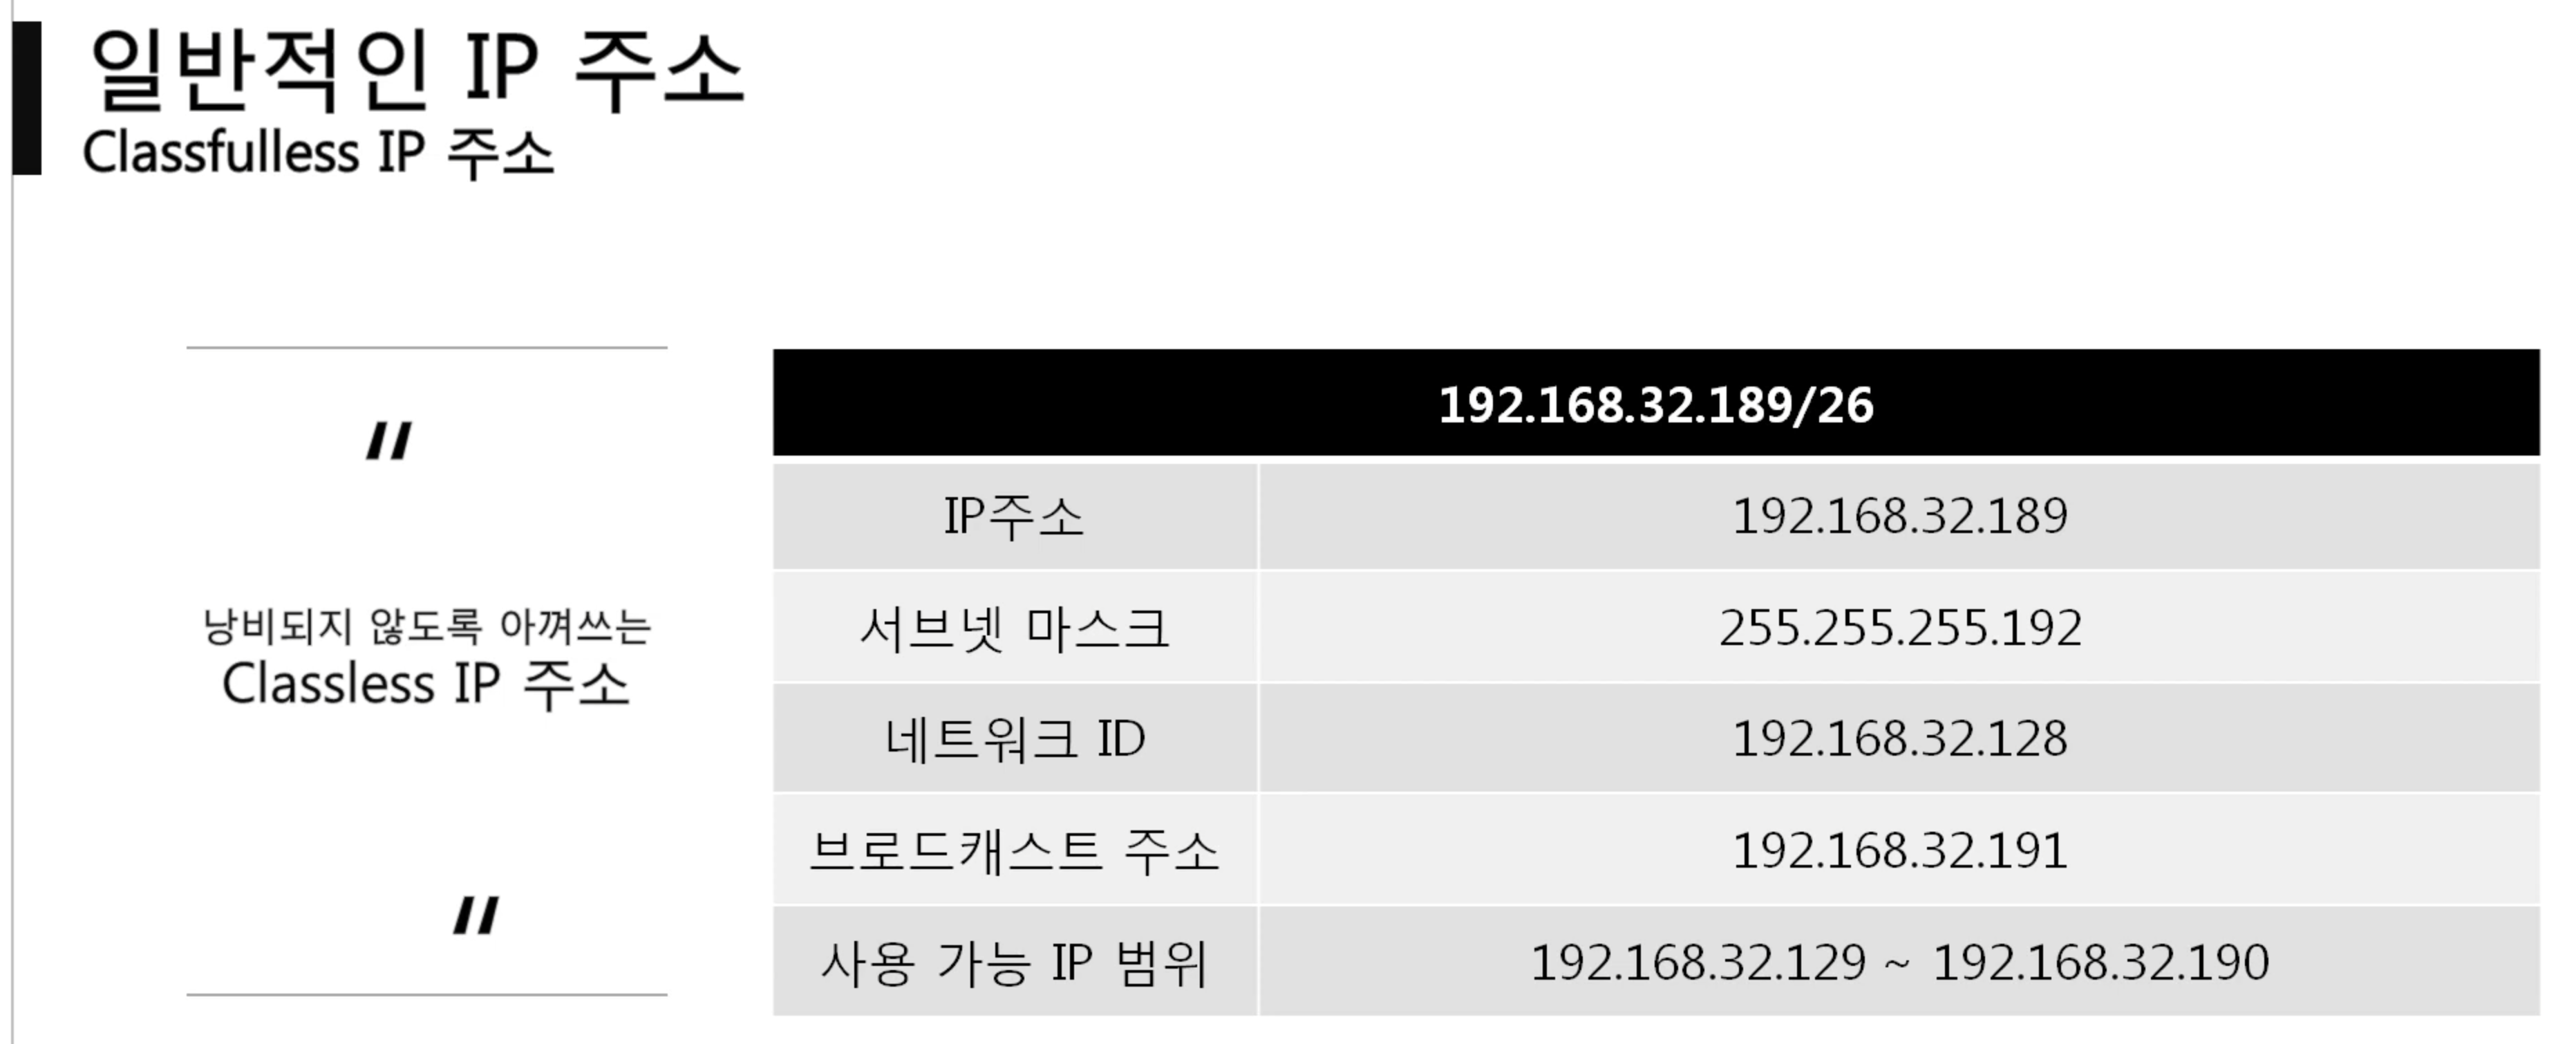 일반적인 IP 주소
Classfulless IP 주소
"
낭비되지 않도록 아껴쓰는
Classless IP 주소
"
192.168.32.189/26
IP주소 192.168.32.189
서브넷 마스크 255.255.255.192
네트워크 ID 192.168.32.128
브로드캐스트 주소 192.168.32.191
사용 가능 IP 범위 192.168.32.129 ~ 192.168.32.190